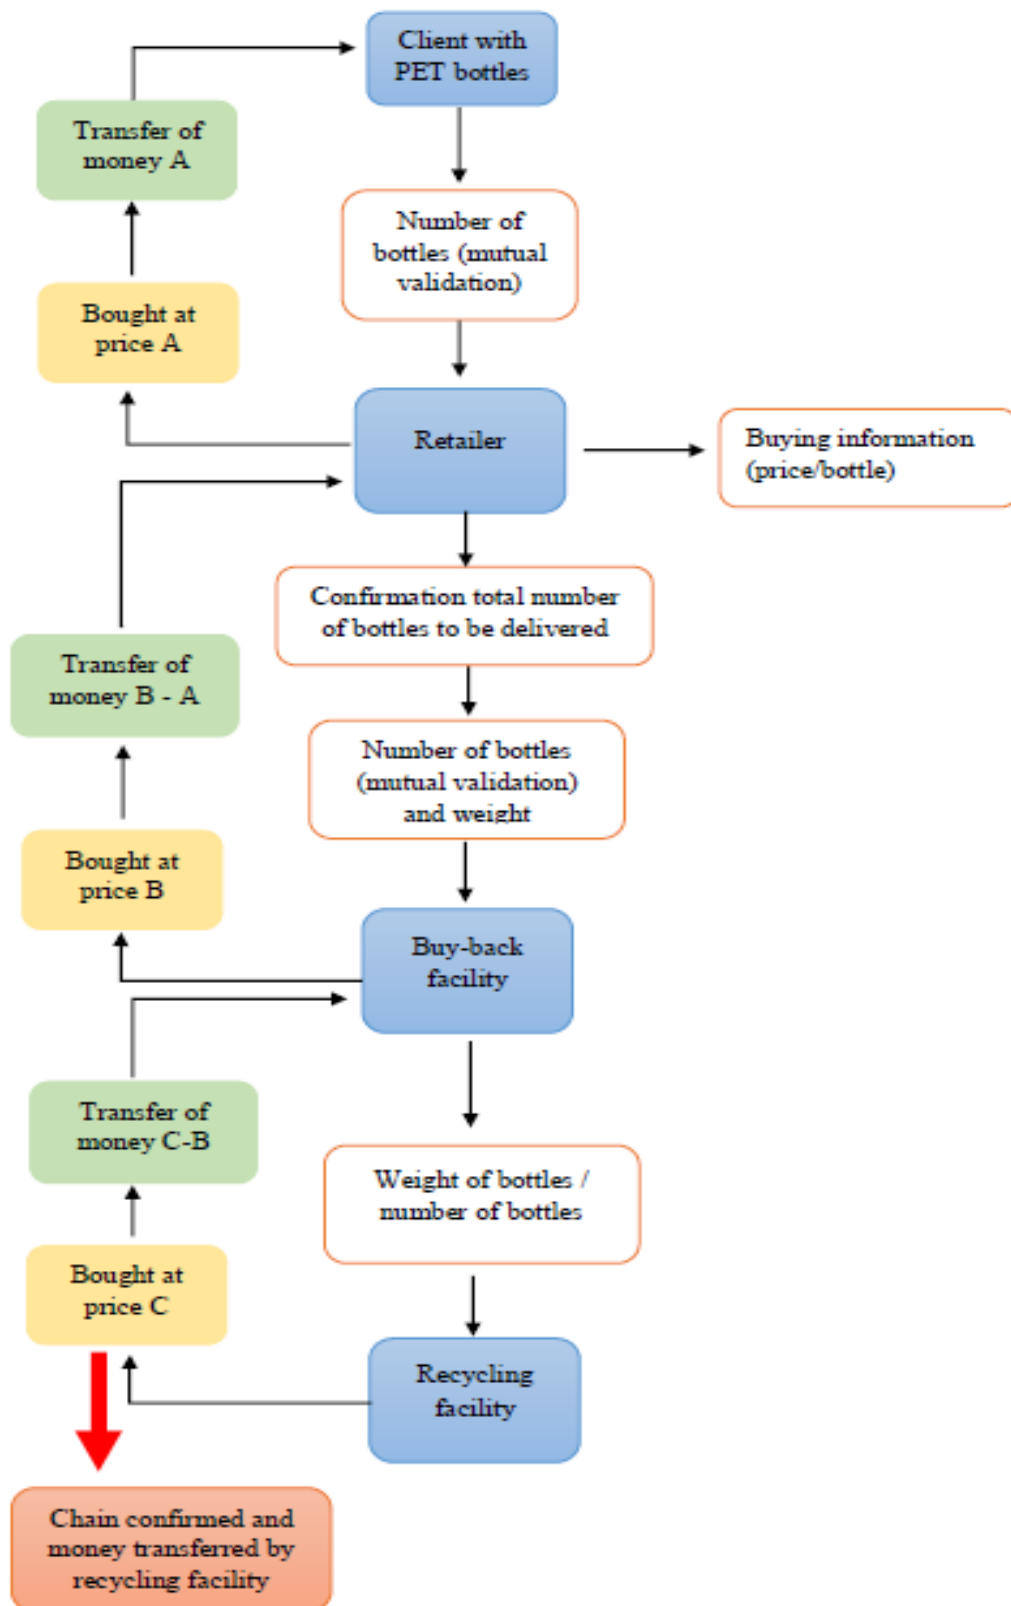 Client with
PET bottles
Transfer of
money A
Number of
bottles (mutual
validation)
Bought at
price A
Retailer
Buying information
(price/bottle)
Confirmation total number
of bottles to be delivered
Transfer of
money B - A
Number of bottles
(mutual validation)
and weight
Bought at
price B
Buy-back
facility
Transfer of
money C-B
Weight of bottles /
number of bottles
Bought at
price C
Recycling
facility
Chain confirmed and
money transferred by
recycling facility